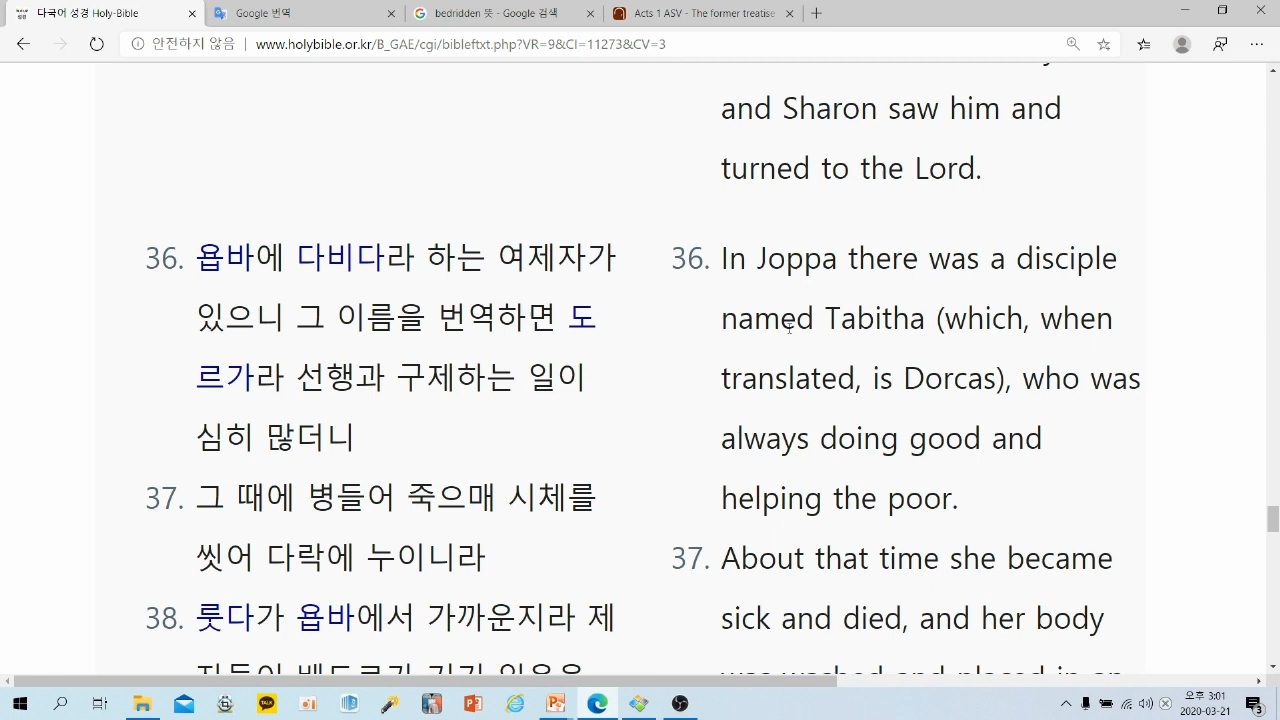 다국어 성경 Holy-Bible
Google 번역
bedridden 뜻 - Google 검색
Acts 1 ASV - The former treatise
안전하지 않음
www.holybible.or.kr/B_GAE/cgi/bibleftxt.php?VR=9&CI=11273&CV=3
and Sharon saw him and
turned to the Lord.
36. 욥바에 다비다라 하는 여제자가
있으니 그 이름을 번역하면 도
르가라 선행과 구제하는 일이
심히 많더니
37. 그 때에 병들어 죽으매 시체를
씻어 다락에 누이니라
38. 룻다가 욥바에서 가까운지라 제
36. In Joppa there was a disciple
named Tabitha (which, when
translated, is Dorcas), who was
always doing good and
helping the poor.
37. About that time she became
sick and died, and her body
was washed and placed in an
오후 3:01
2020-03-21